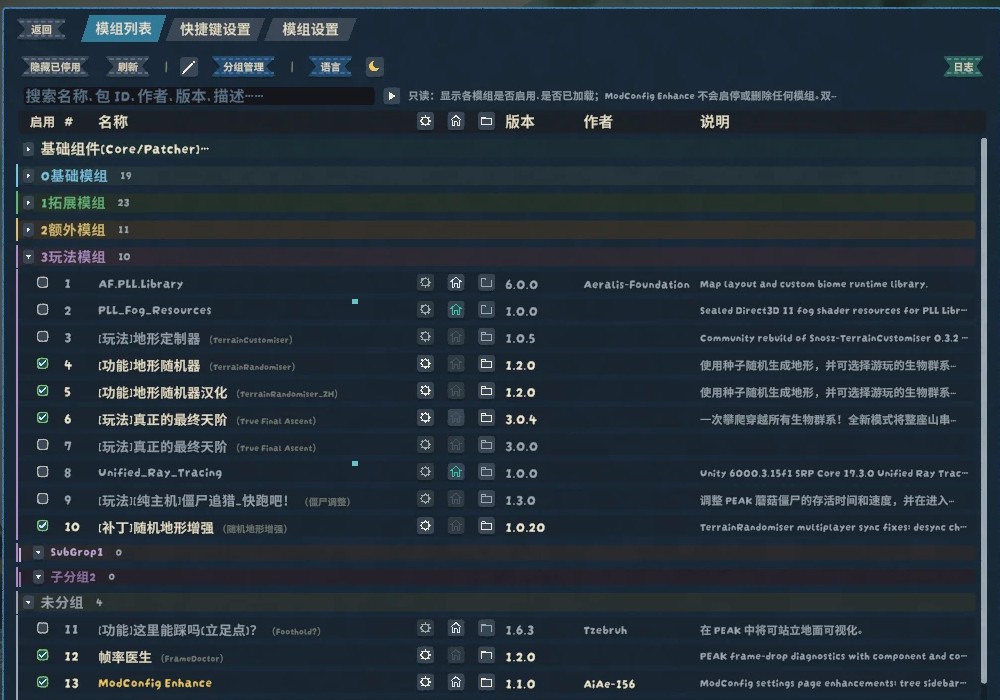 返回 模组列表 快捷键设置 模组设置
隐藏已停用 刷新 | 分组管理 | 语言 日志
搜索名称、包 ID、作者、版本、描述…… 只读：显示各模组是否启用、是否已加载；ModConfig Enhance 不会启停或删除任何模组。双…
启用 # 名称 版本 作者 说明
基础组件(Core/Patcher)…
0基础模组 19
1拓展模组 23
2额外模组 11
3玩法模组 10
1 AF.PLL.Library 6.0.0 Aeralis-Foundation Map layout and custom biome runtime library.
2 PLL_Fog_Resources 1.0.0 Sealed Direct3D 11 fog shader resources for PLL Libr…
3 [玩法]地形定制器 (TerrainCustomiser) 1.0.5 Community rebuild of Snosz-TerrainCustomiser 0.3.2 …
4 [功能]地形随机器 (TerrainRandomiser) 1.2.0 使用种子随机生成地形，并可选择游玩的生物群系…
5 [功能]地形随机器汉化 (TerrainRandomiser_ZH) 1.2.0 使用种子随机生成地形，并可选择游玩的生物群系…
6 [玩法]真正的最终天阶 (True Final Ascent) 3.0.4 一次攀爬穿越所有生物群系！全新模式将整座山串…
7 [玩法]真正的最终天阶 (True Final Ascent) 3.0.0
8 Unified_Ray_Tracing 1.0.0 Unity 6000.3.15f1 SRP Core 17.3.0 Unified Ray Trac…
9 [玩法][纯主机]僵尸追猎_快跑吧！ (僵尸调整) 1.3.0 调整 PEAK 蘑菇僵尸的存活时间和速度，并在进入…
10 [补丁]随机地形增强 (随机地形增强) 1.0.20 TerrainRandomiser multiplayer sync fixes: desync ch…
SubGrop1 0
子分组2 0
未分组 4
11 [功能]这里能踩吗(立足点)？ (Foothold?) 1.6.3 Tzebruh 在 PEAK 中将可站立地面可视化。
12 帧率医生 (FrameDoctor) 1.2.0 PEAK frame-drop diagnostics with component and co…
13 ModConfig Enhance 1.1.0 AiAe-156 ModConfig settings page enhancements: tree sidebar…